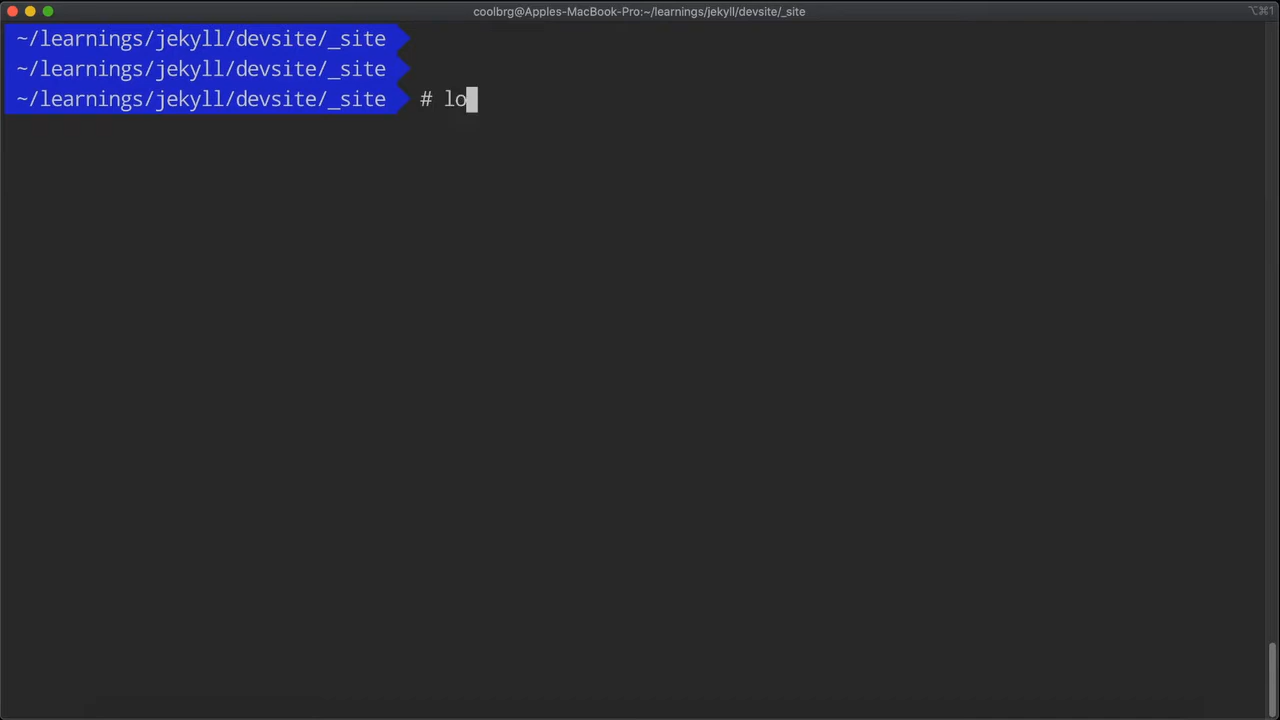 coolbrg@Apples-MacBook-Pro:~/learnings/jekyll/devsite/_site
⌥⌘1
~/learnings/jekyll/devsite/_site
~/learnings/jekyll/devsite/_site
~/learnings/jekyll/devsite/_site # lo